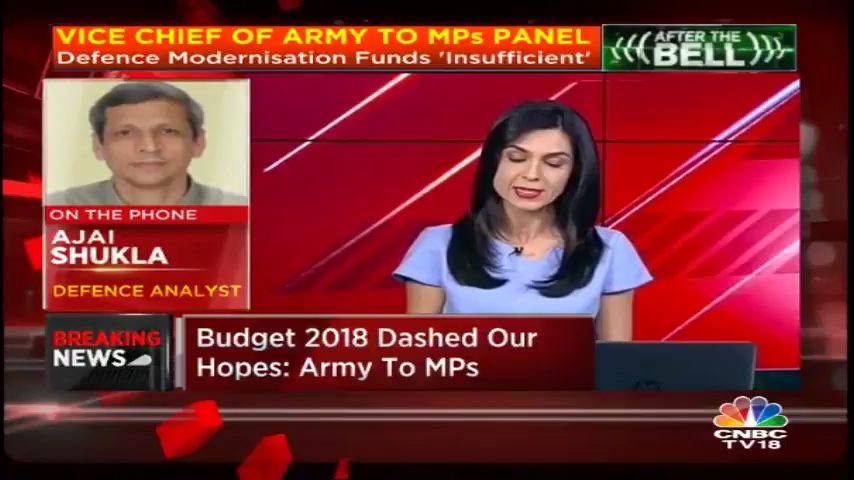 VICE CHIEF OF ARMY TO MPs PANEL
Defence Modernisation Funds 'Insufficient'
AFTER THE
BELL
ON THE PHONE
AJAI
SHUKLA
DEFENCE ANALYST
BREAKING
NEWS
Budget 2018 Dashed Our
Hopes: Army To MPs
CNBC
TV18